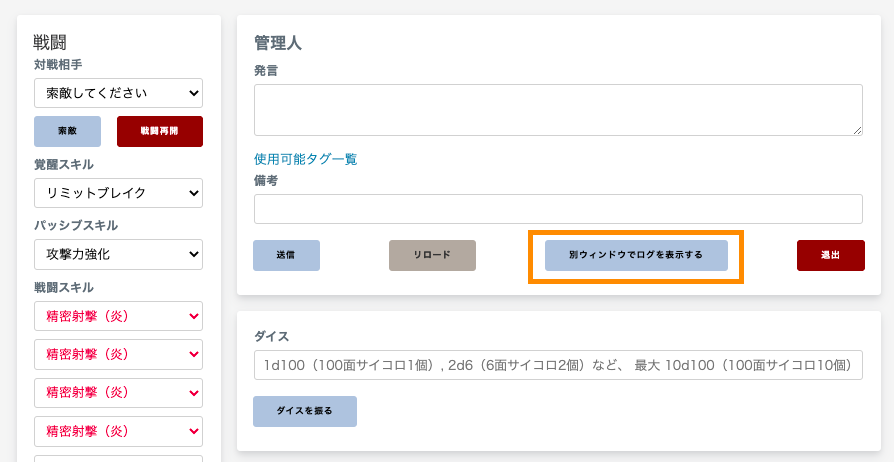 戦闘
対戦相手
索敵してください
索敵
戦闘再開
覚醒スキル
リミットブレイク
パッシブスキル
攻撃力強化
戦闘スキル
精密射撃（炎）
精密射撃（炎）
精密射撃（炎）
精密射撃（炎）
管理人
発言
使用可能タグ一覧
備考
送信
リロード
別ウィンドウでログを表示する
退出
ダイス
1d100（100面サイコロ1個）, 2d6（6面サイコロ2個）など、 最大 10d100（100面サイコロ10個）
ダイスを振る